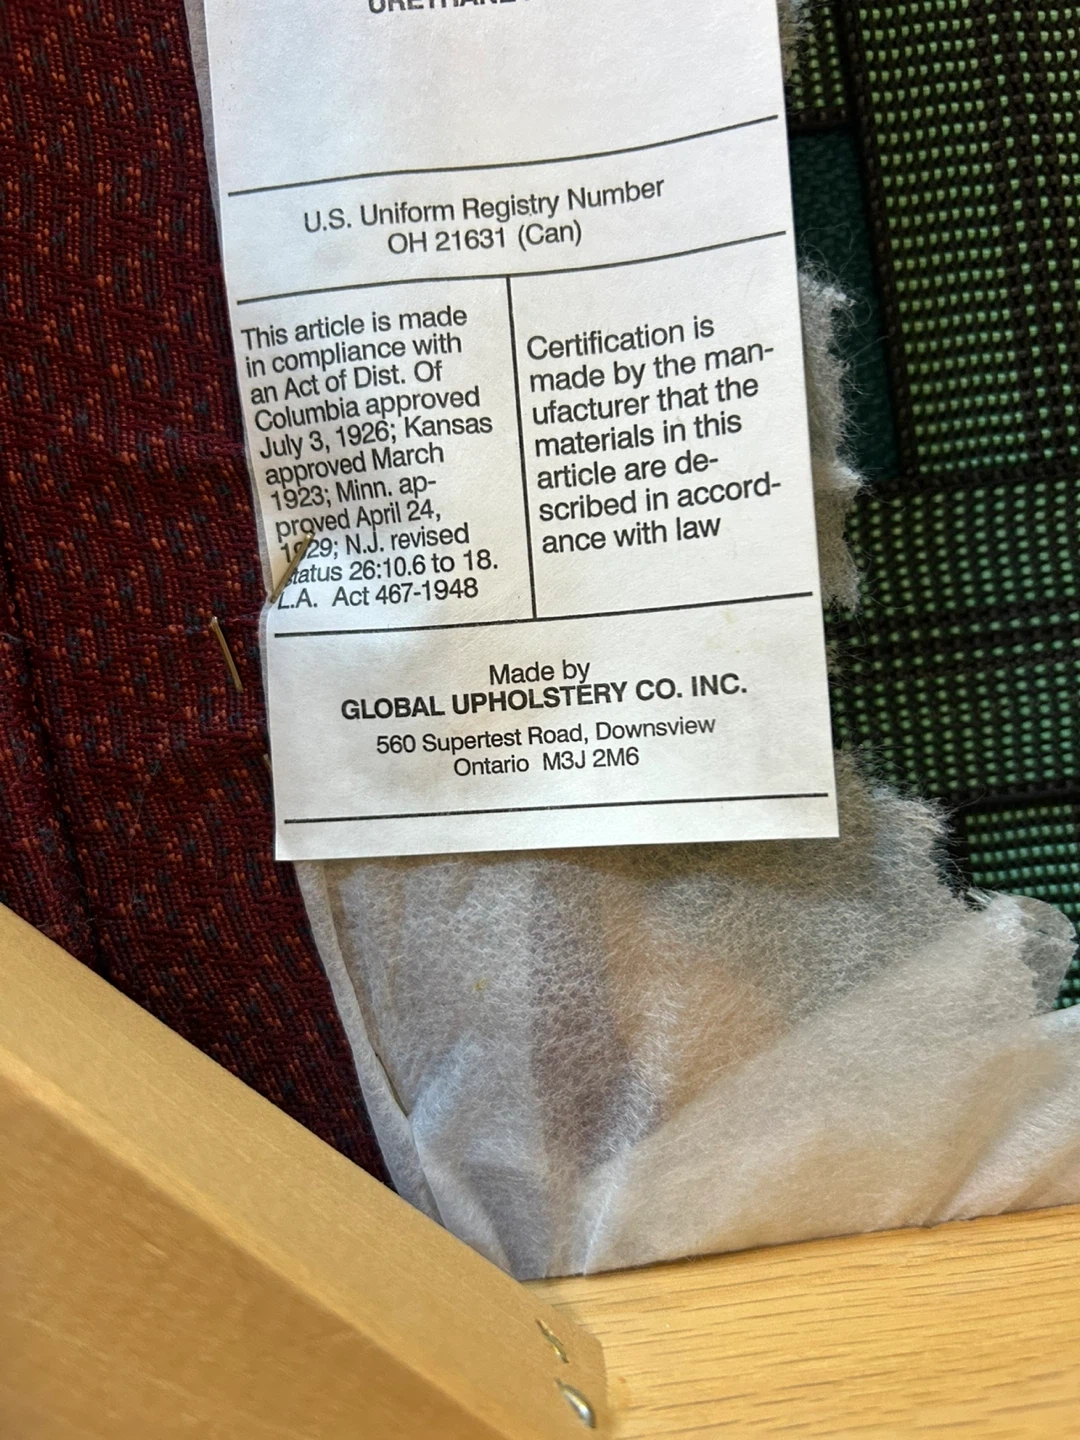 URETHANE
U.S. Uniform Registry Number
OH 21631 (Can)
This article is made
in compliance with
an Act of Dist. Of
Columbia approved
July 3, 1926; Kansas
approved March
1923; Minn. ap-
proved April 24,
1929; N.J. revised
status 26:10.6 to 18.
L.A. Act 467-1948
Certification is
made by the man-
ufacturer that the
materials in this
article are de-
scribed in accord-
ance with law
Made by
GLOBAL UPHOLSTERY CO. INC.
560 Supertest Road, Downsview
Ontario M3J 2M6